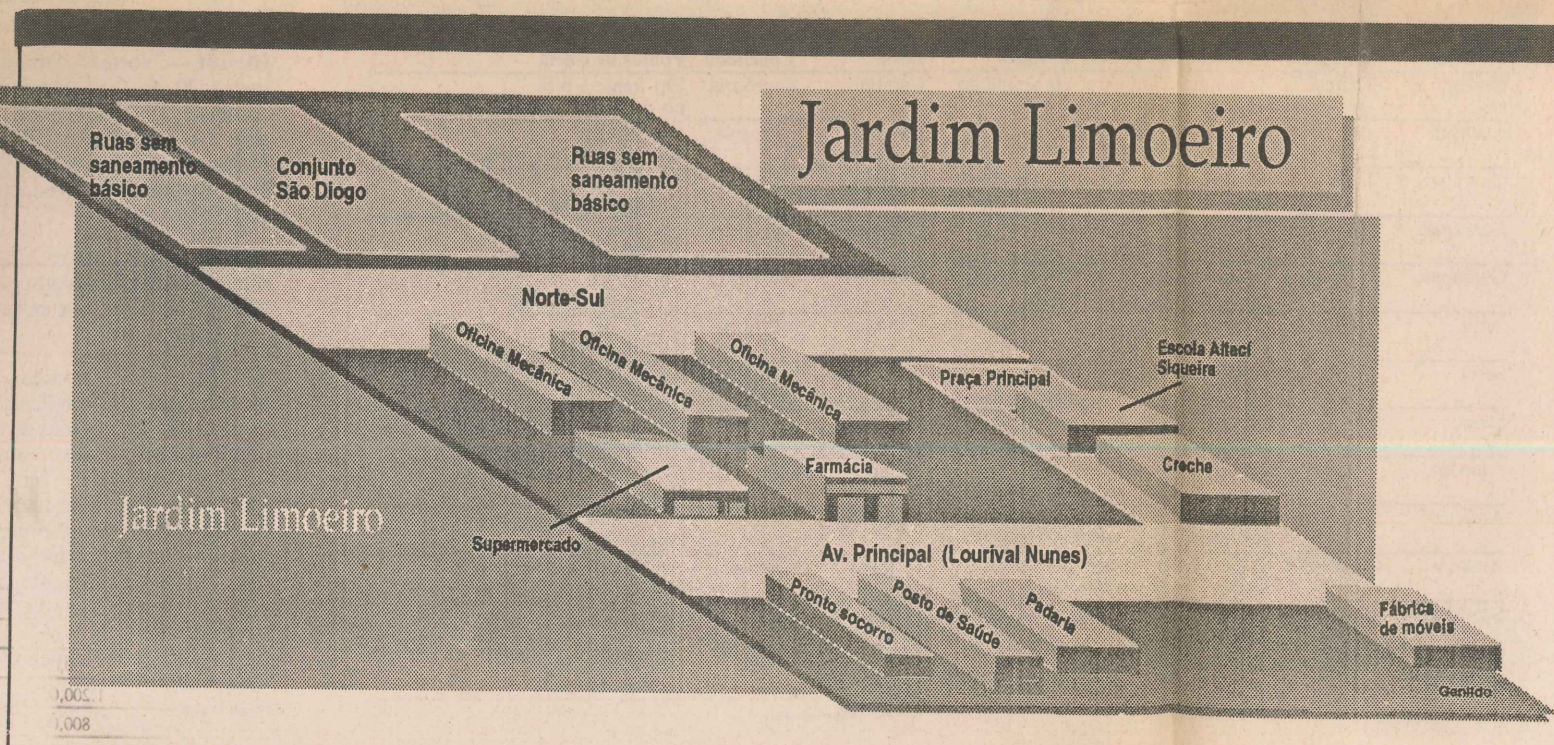 Jardim Limoeiro
Ruas sem
saneamento
básico
Conjunto
São Diogo
Ruas sem
saneamento
básico
Norte-Sul
Oficina Mecânica
Oficina Mecânica
Oficina Mecânica
Praça Principal
Escola Altací
Siqueira
Creche
Farmácia
Supermercado
Jardim Limoeiro
Av. Principal (Lourival Nunes)
Pronto socorro
Posto de Saúde
Padaria
Fábrica
de móveis
Genildo